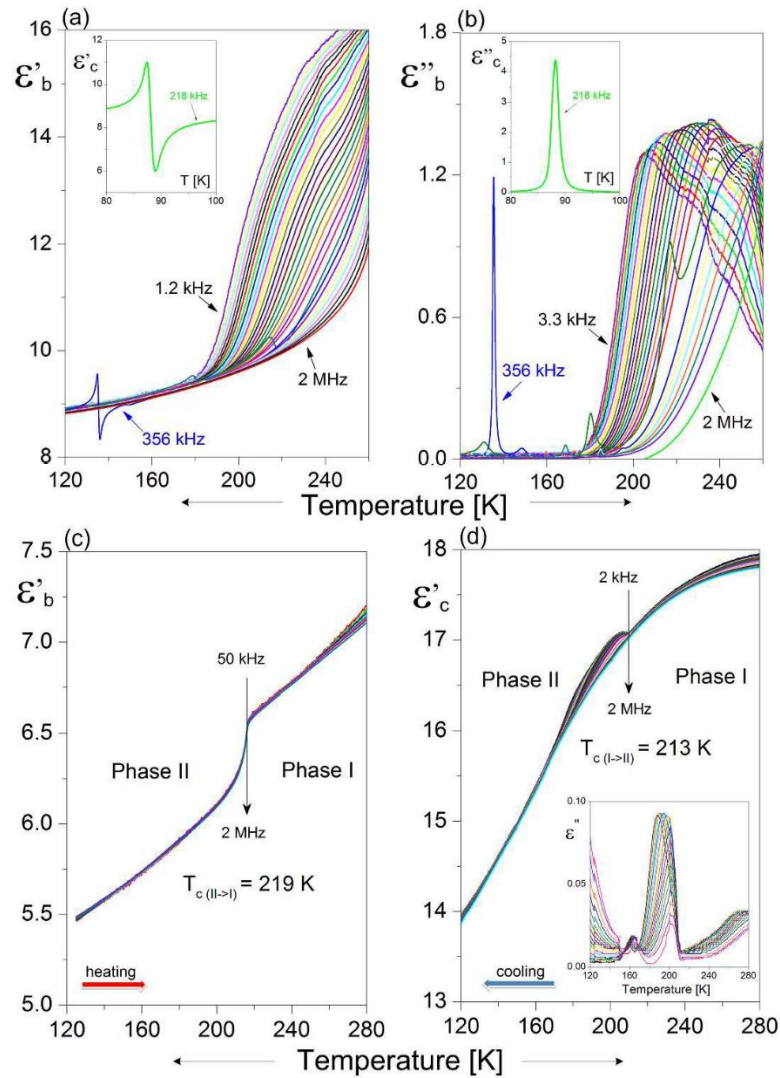 (a)
16
14
12
10
8
ε'b
120
160
200
240
1.2 kHz
2 MHz
356 kHz
ε'c
218 kHz
10
8
6
80
90
100
T [K]
(b)
1.8
1.2
0.6
0.0
ε''b
120
160
200
240
3.3 kHz
2 MHz
356 kHz
ε''c
218 kHz
5
4
3
2
1
0
80
90
100
T [K]
Temperature [K]
(c)
7.5
7.0
6.5
6.0
5.5
5.0
ε'b
50 kHz
Phase II
Phase I
2 MHz
Tc (II->I) = 219 K
heating
120
160
200
240
280
(d)
18
17
16
15
14
13
ε'c
2 kHz
Phase II
Phase I
2 MHz
Tc (I->II) = 213 K
0.10
0.05
0.00
ε''
120
160
200
240
280
Temperature [K]
cooling
120
160
200
240
280
Temperature [K]